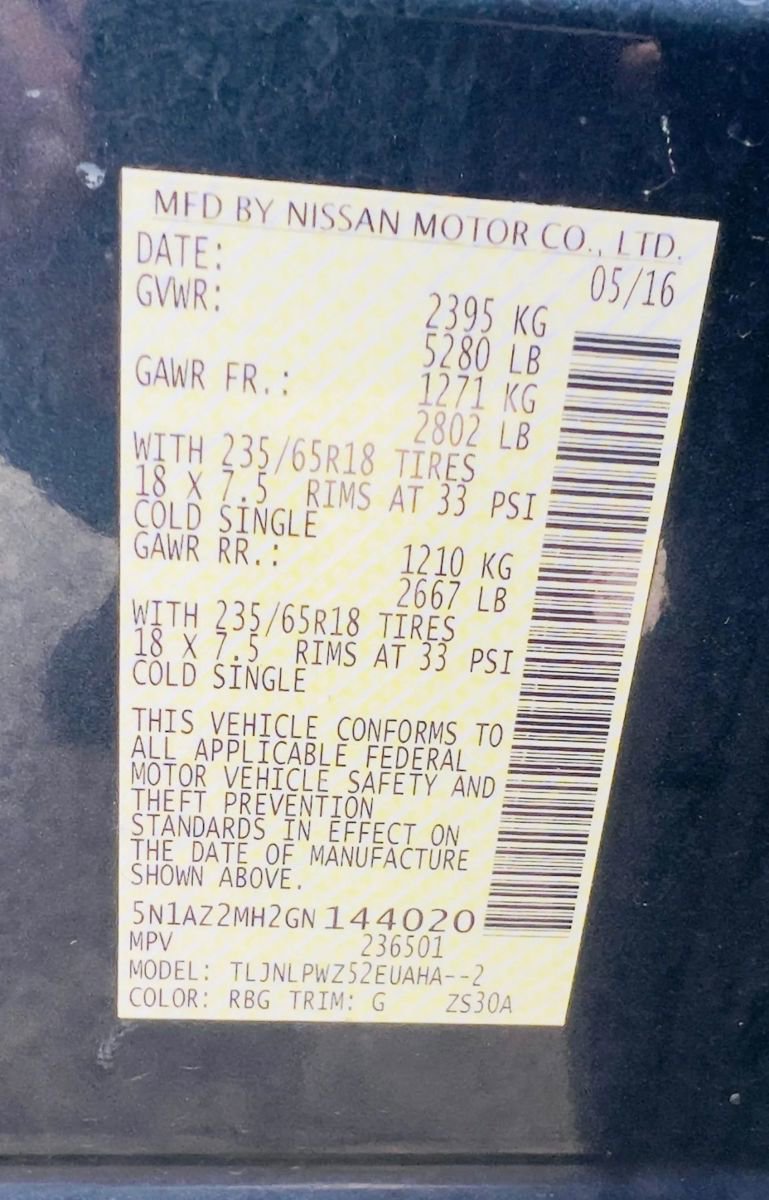 MFD BY NISSAN MOTOR CO., LTD.
DATE: 05/16
GVWR: 2395 KG
5280 LB
GAWR FR.: 1271 KG
2802 LB
WITH 235/65R18 TIRES
18 X 7.5 RIMS AT 33 PSI
COLD SINGLE
GAWR RR.: 1210 KG
2667 LB
WITH 235/65R18 TIRES
18 X 7.5 RIMS AT 33 PSI
COLD SINGLE
THIS VEHICLE CONFORMS TO
ALL APPLICABLE FEDERAL
MOTOR VEHICLE SAFETY AND
THEFT PREVENTION
STANDARDS IN EFFECT ON
THE DATE OF MANUFACTURE
SHOWN ABOVE.
5N1AZ2MH2GN144020
MPV 236501
MODEL: TLJNLPWZ52EUAHA--2
COLOR: RBG TRIM: G ZS30A